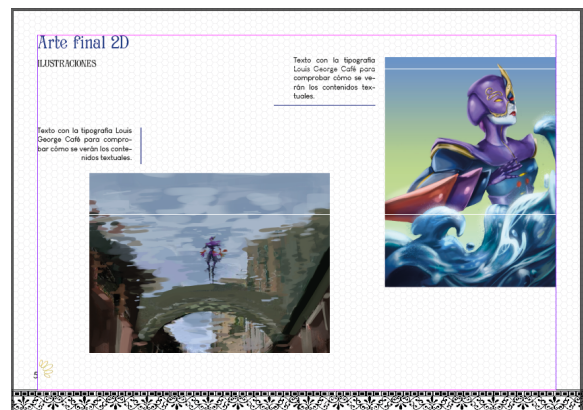 Arte final 2D
ILUSTRACIONES
Texto con la tipografía
Louis George Café para
comprobar cómo se ve-
rán los contenidos tex-
tuales.
Texto con la tipografía Louis
George Café para compro-
bar cómo se verán los conte-
nidos textuales.
5